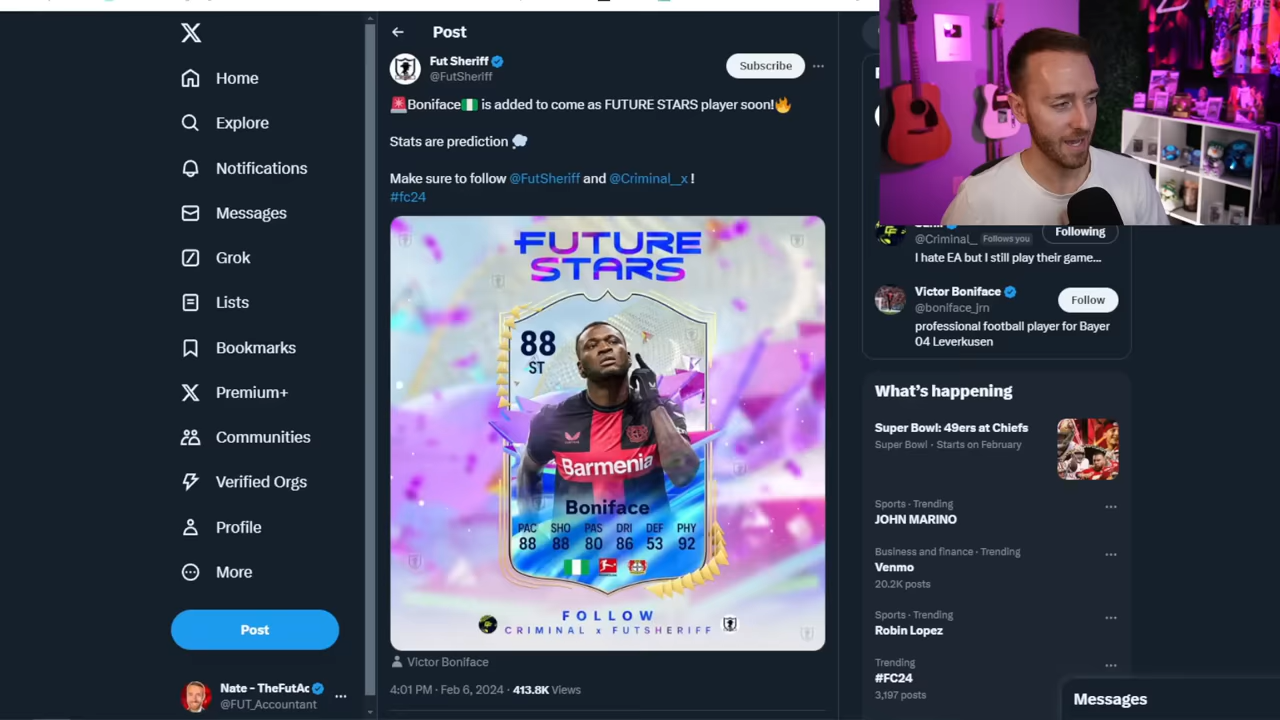 Home
Explore
Notifications
Messages
Grok
Lists
Bookmarks
Premium+
Communities
Verified Orgs
Profile
More
Post
Nate - TheFutAc
@FUT_Accountant
Post
Fut Sheriff
@FutSheriff
Subscribe
🚨Boniface🇳🇬 is added to come as FUTURE STARS player soon!🔥
Stats are prediction 💭
Make sure to follow @FutSheriff and @Criminal__x !
#fc24
FUTURE
STARS
88
ST
Barmenia
Boniface
PAC SHO PAS DRI DEF PHY
88 88 80 86 53 92
FOLLOW
CRIMINAL x FUTSHERIFF
Victor Boniface
4:01 PM · Feb 6, 2024 · 413.8K Views
@Criminal_ Follows you
Following
I hate EA but I still play their game...
Victor Boniface
@boniface_jrn
Follow
professional football player for Bayer
04 Leverkusen
What's happening
Super Bowl: 49ers at Chiefs
Super Bowl · Starts on February
Sports · Trending
JOHN MARINO
Business and finance · Trending
Venmo
20.2K posts
Sports · Trending
Robin Lopez
Trending
#FC24
3,197 posts
Messages